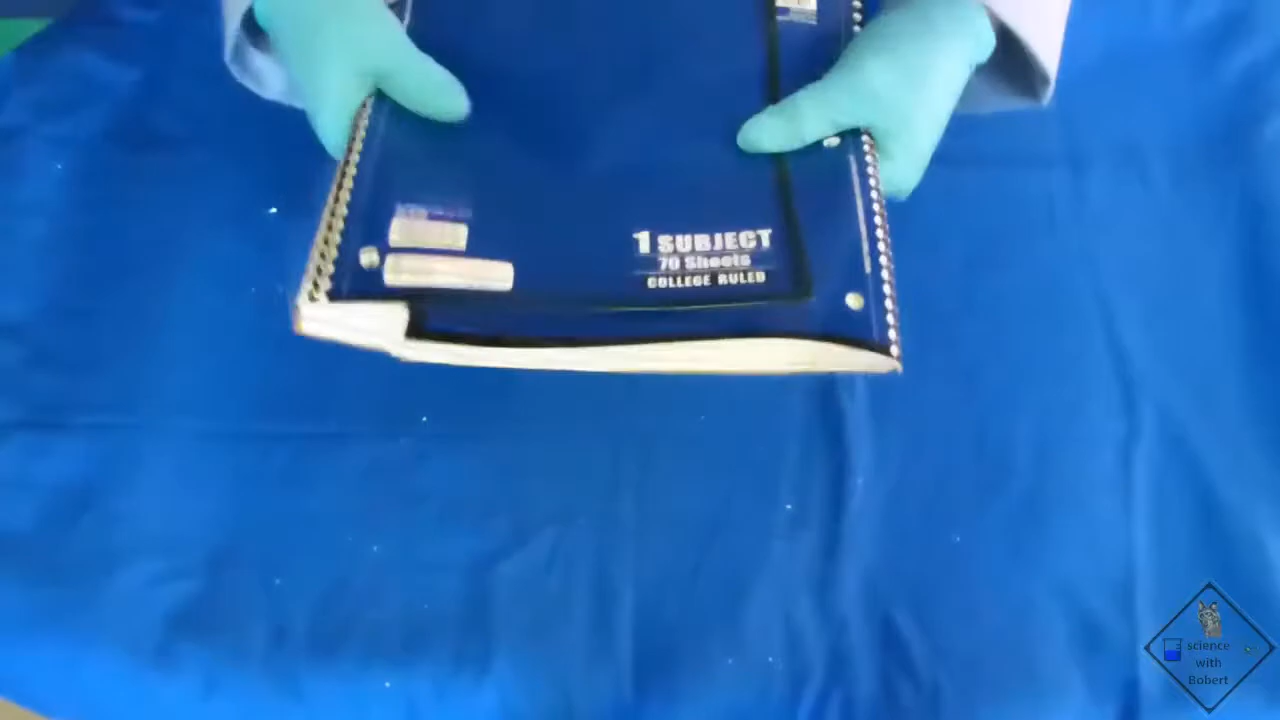 1 SUBJECT
70 Sheets
COLLEGE RULED
science
with
Bobert